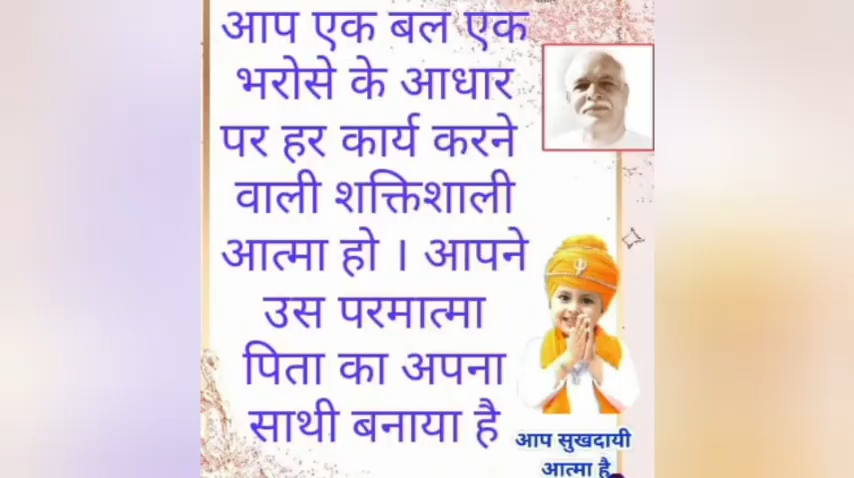 आप एक बल एक
भरोसे के आधार
पर हर कार्य करने
वाली शक्तिशाली
आत्मा हो । आपने
उस परमात्मा
पिता का अपना
साथी बनाया है
आप सुखदायी
आत्मा है